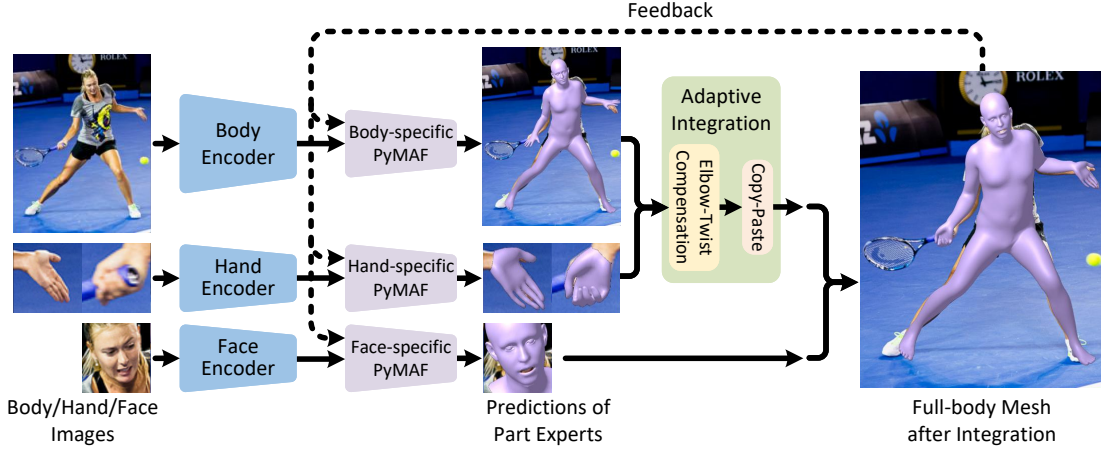 Feedback
ROLEX
Body
Encoder
Body-specific
PyMAF
Adaptive
Integration
Elbow-Twist
Compensation
Copy-Paste
ROLEX
Hand
Encoder
Hand-specific
PyMAF
Face
Encoder
Face-specific
PyMAF
Body/Hand/Face
Images
Predictions of
Part Experts
Full-body Mesh
after Integration